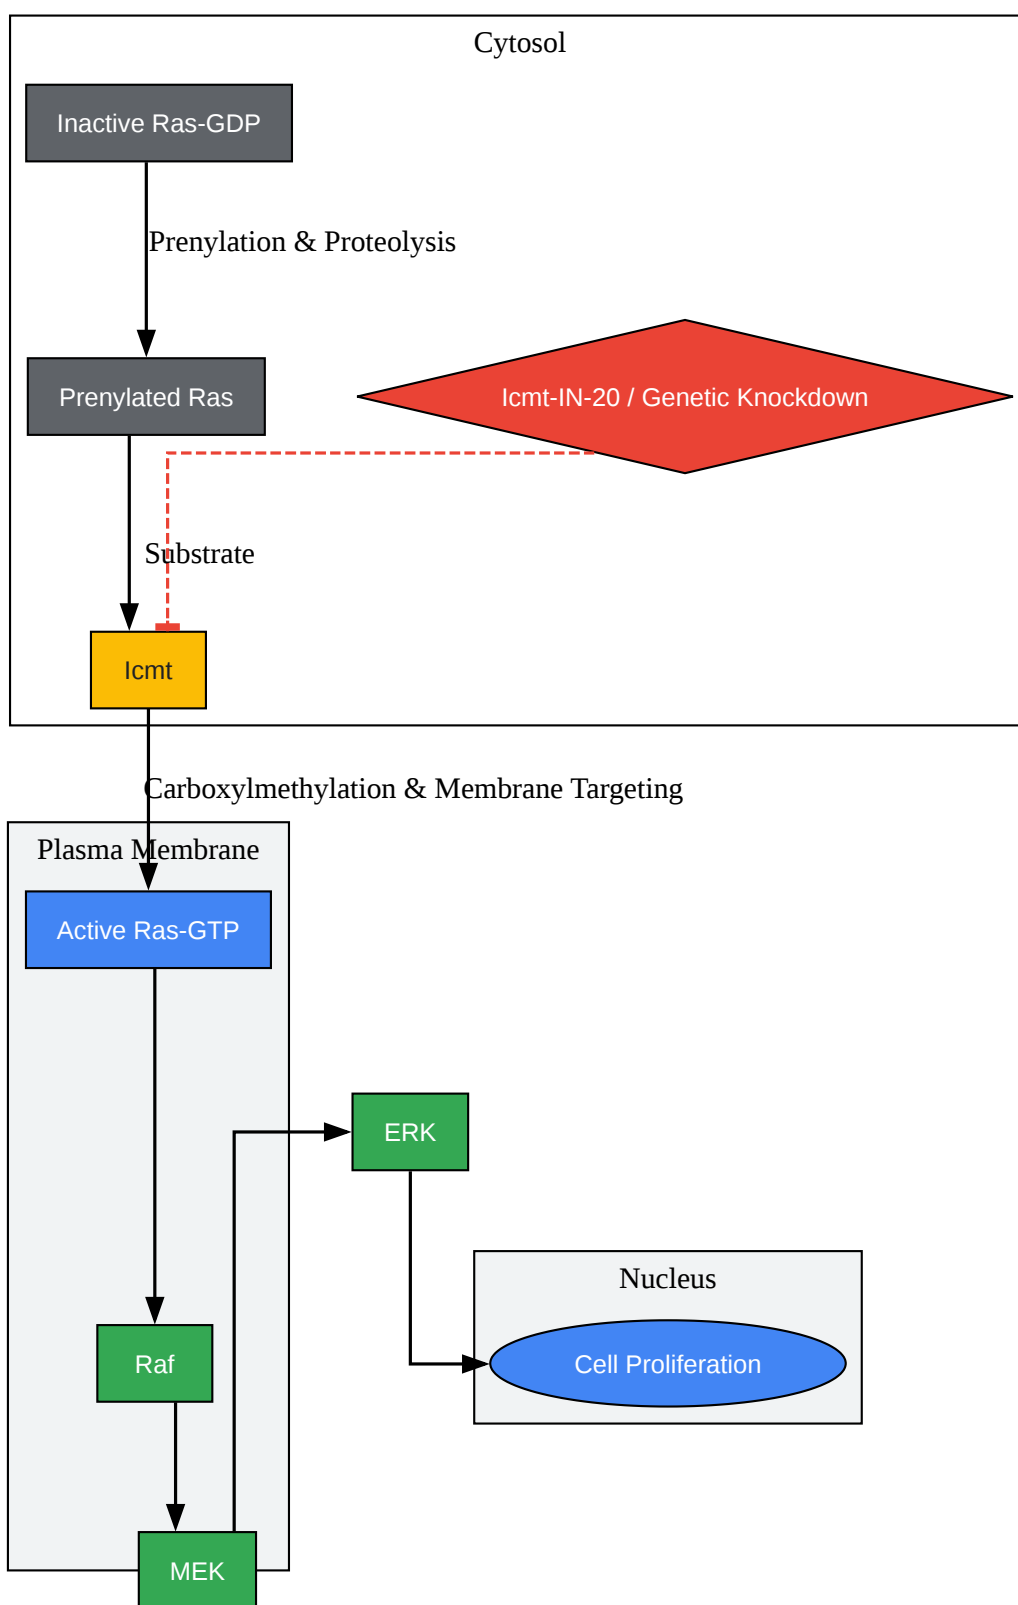 Cytosol
Inactive Ras-GDP
Prenylation & Proteolysis
Prenylated Ras
Icmt-IN-20 / Genetic Knockdown
Substrate
Icmt
Carboxylmethylation & Membrane Targeting
Plasma Membrane
Active Ras-GTP
ERK
Nucleus
Raf
Cell Proliferation
MEK